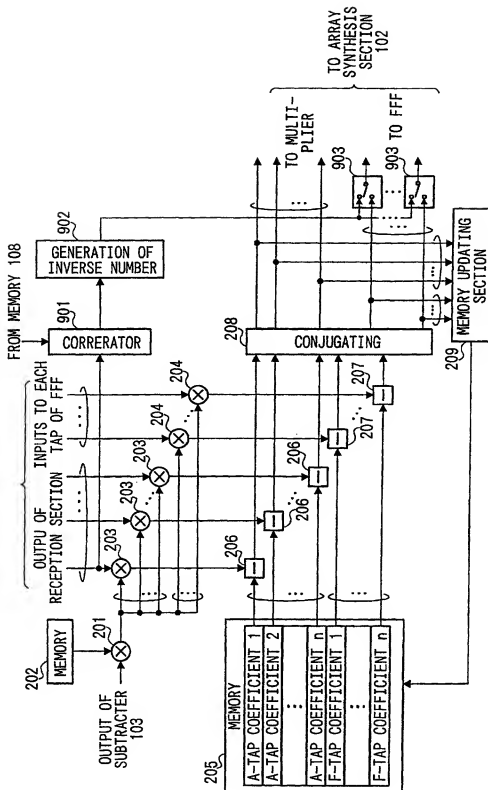 FROM MEMORY 108
902
GENERATION OF
INVERSE NUMBER
901
CORRERATOR
OUTPU OF
RECEPTION SECTION
INPUTS TO EACH
TAP OF FFF
202
MEMORY
201
OUTPUT OF
SUBTRACTER
103
203
203
203
204
204
206
206
206
207
207
205
MEMORY
A-TAP COEFFICIENT 1
A-TAP COEFFICIENT 2
A-TAP COEFFICIENT n
F-TAP COEFFICIENT 1
F-TAP COEFFICIENT n
208
CONJUGATING
903
903
TO MULTI-
PLIER
TO FFF
TO ARRAY
SYNTHESIS
SECTION
102
MEMORY UPDATING
SECTION
209